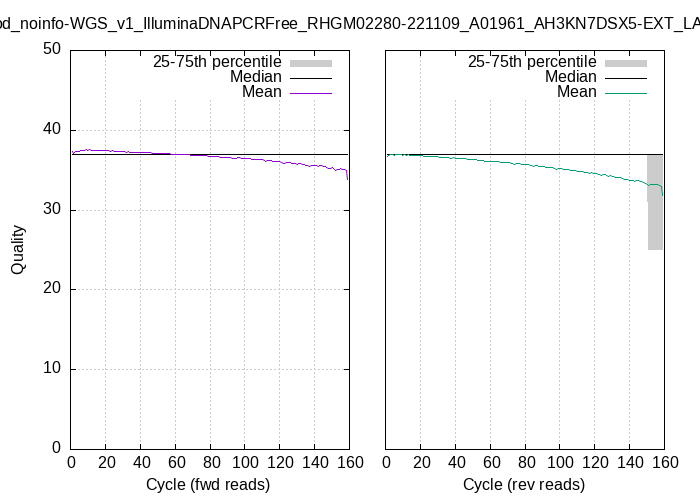 od_noinfo-WGS_v1_IlluminaDNAPCRFree_RHGM02280-221109_A01961_AH3KN7DSX5-EXT_LA
25-75th percentile
Median
Mean
25-75th percentile
Median
Mean
Quality
50
40
30
20
10
0
0 20 40 60 80 100 120 140 160
0 20 40 60 80 100 120 140 160
Cycle (fwd reads)
Cycle (rev reads)